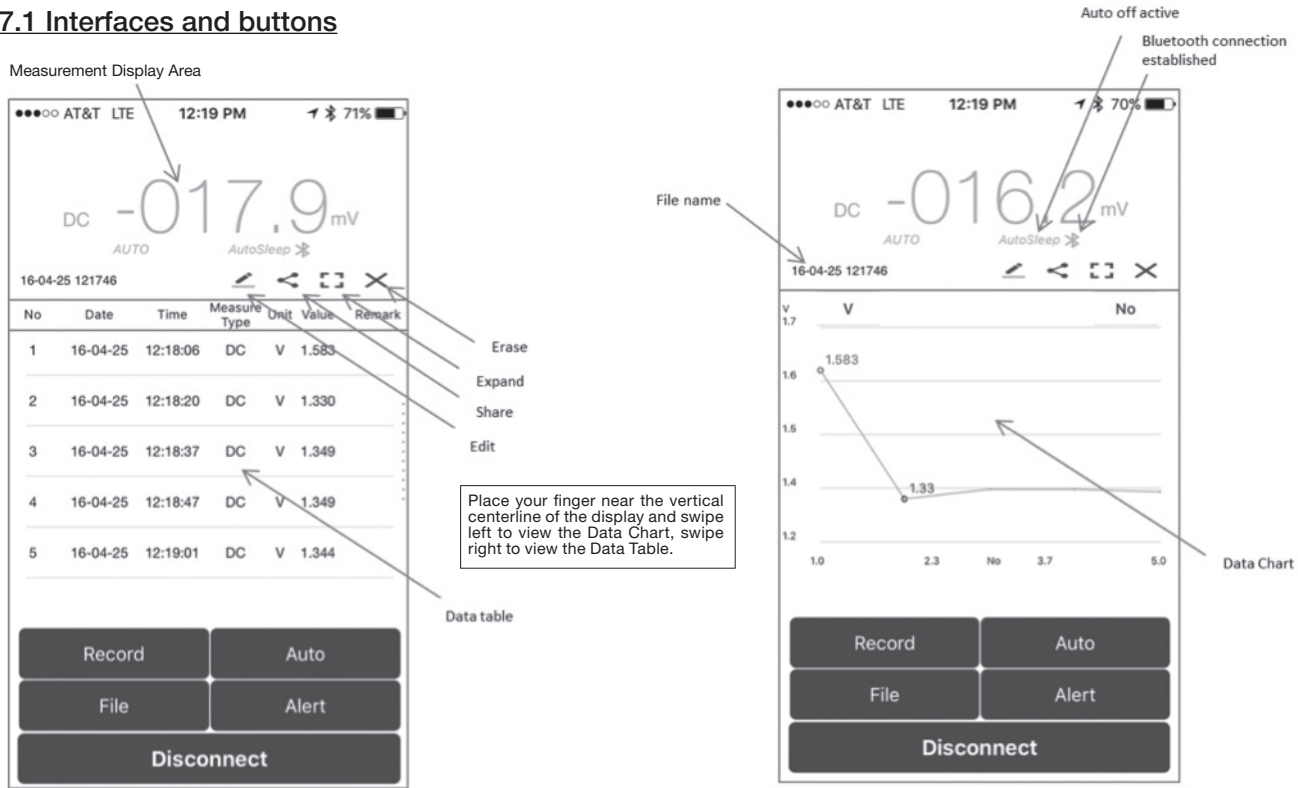 7.1 Interfaces and buttons
Measurement Display Area
AT&T LTE 12:19 PM 71%
DC -017.9 mV
AUTO AutoSleep
16-04-25 121746
No Date Time Measure Type Unit Value Remark
1 16-04-25 12:18:06 DC V 1.583
2 16-04-25 12:18:20 DC V 1.330
3 16-04-25 12:18:37 DC V 1.349
4 16-04-25 12:18:47 DC V 1.349
5 16-04-25 12:19:01 DC V 1.344
Record Auto
File Alert
Disconnect
Erase
Expand
Share
Edit
Data table
Place your finger near the vertical
centerline of the display and swipe
left to view the Data Chart, swipe
right to view the Data Table.
Auto off active
Bluetooth connection
established
File name
AT&T LTE 12:19 PM 70%
DC -016.2 mV
AUTO AutoSleep
16-04-25 121746
V V No
1.7
1.583
1.6
1.5
1.4
1.33
1.2
1.0 2.3 No 3.7 5.0
Data Chart
Record Auto
File Alert
Disconnect